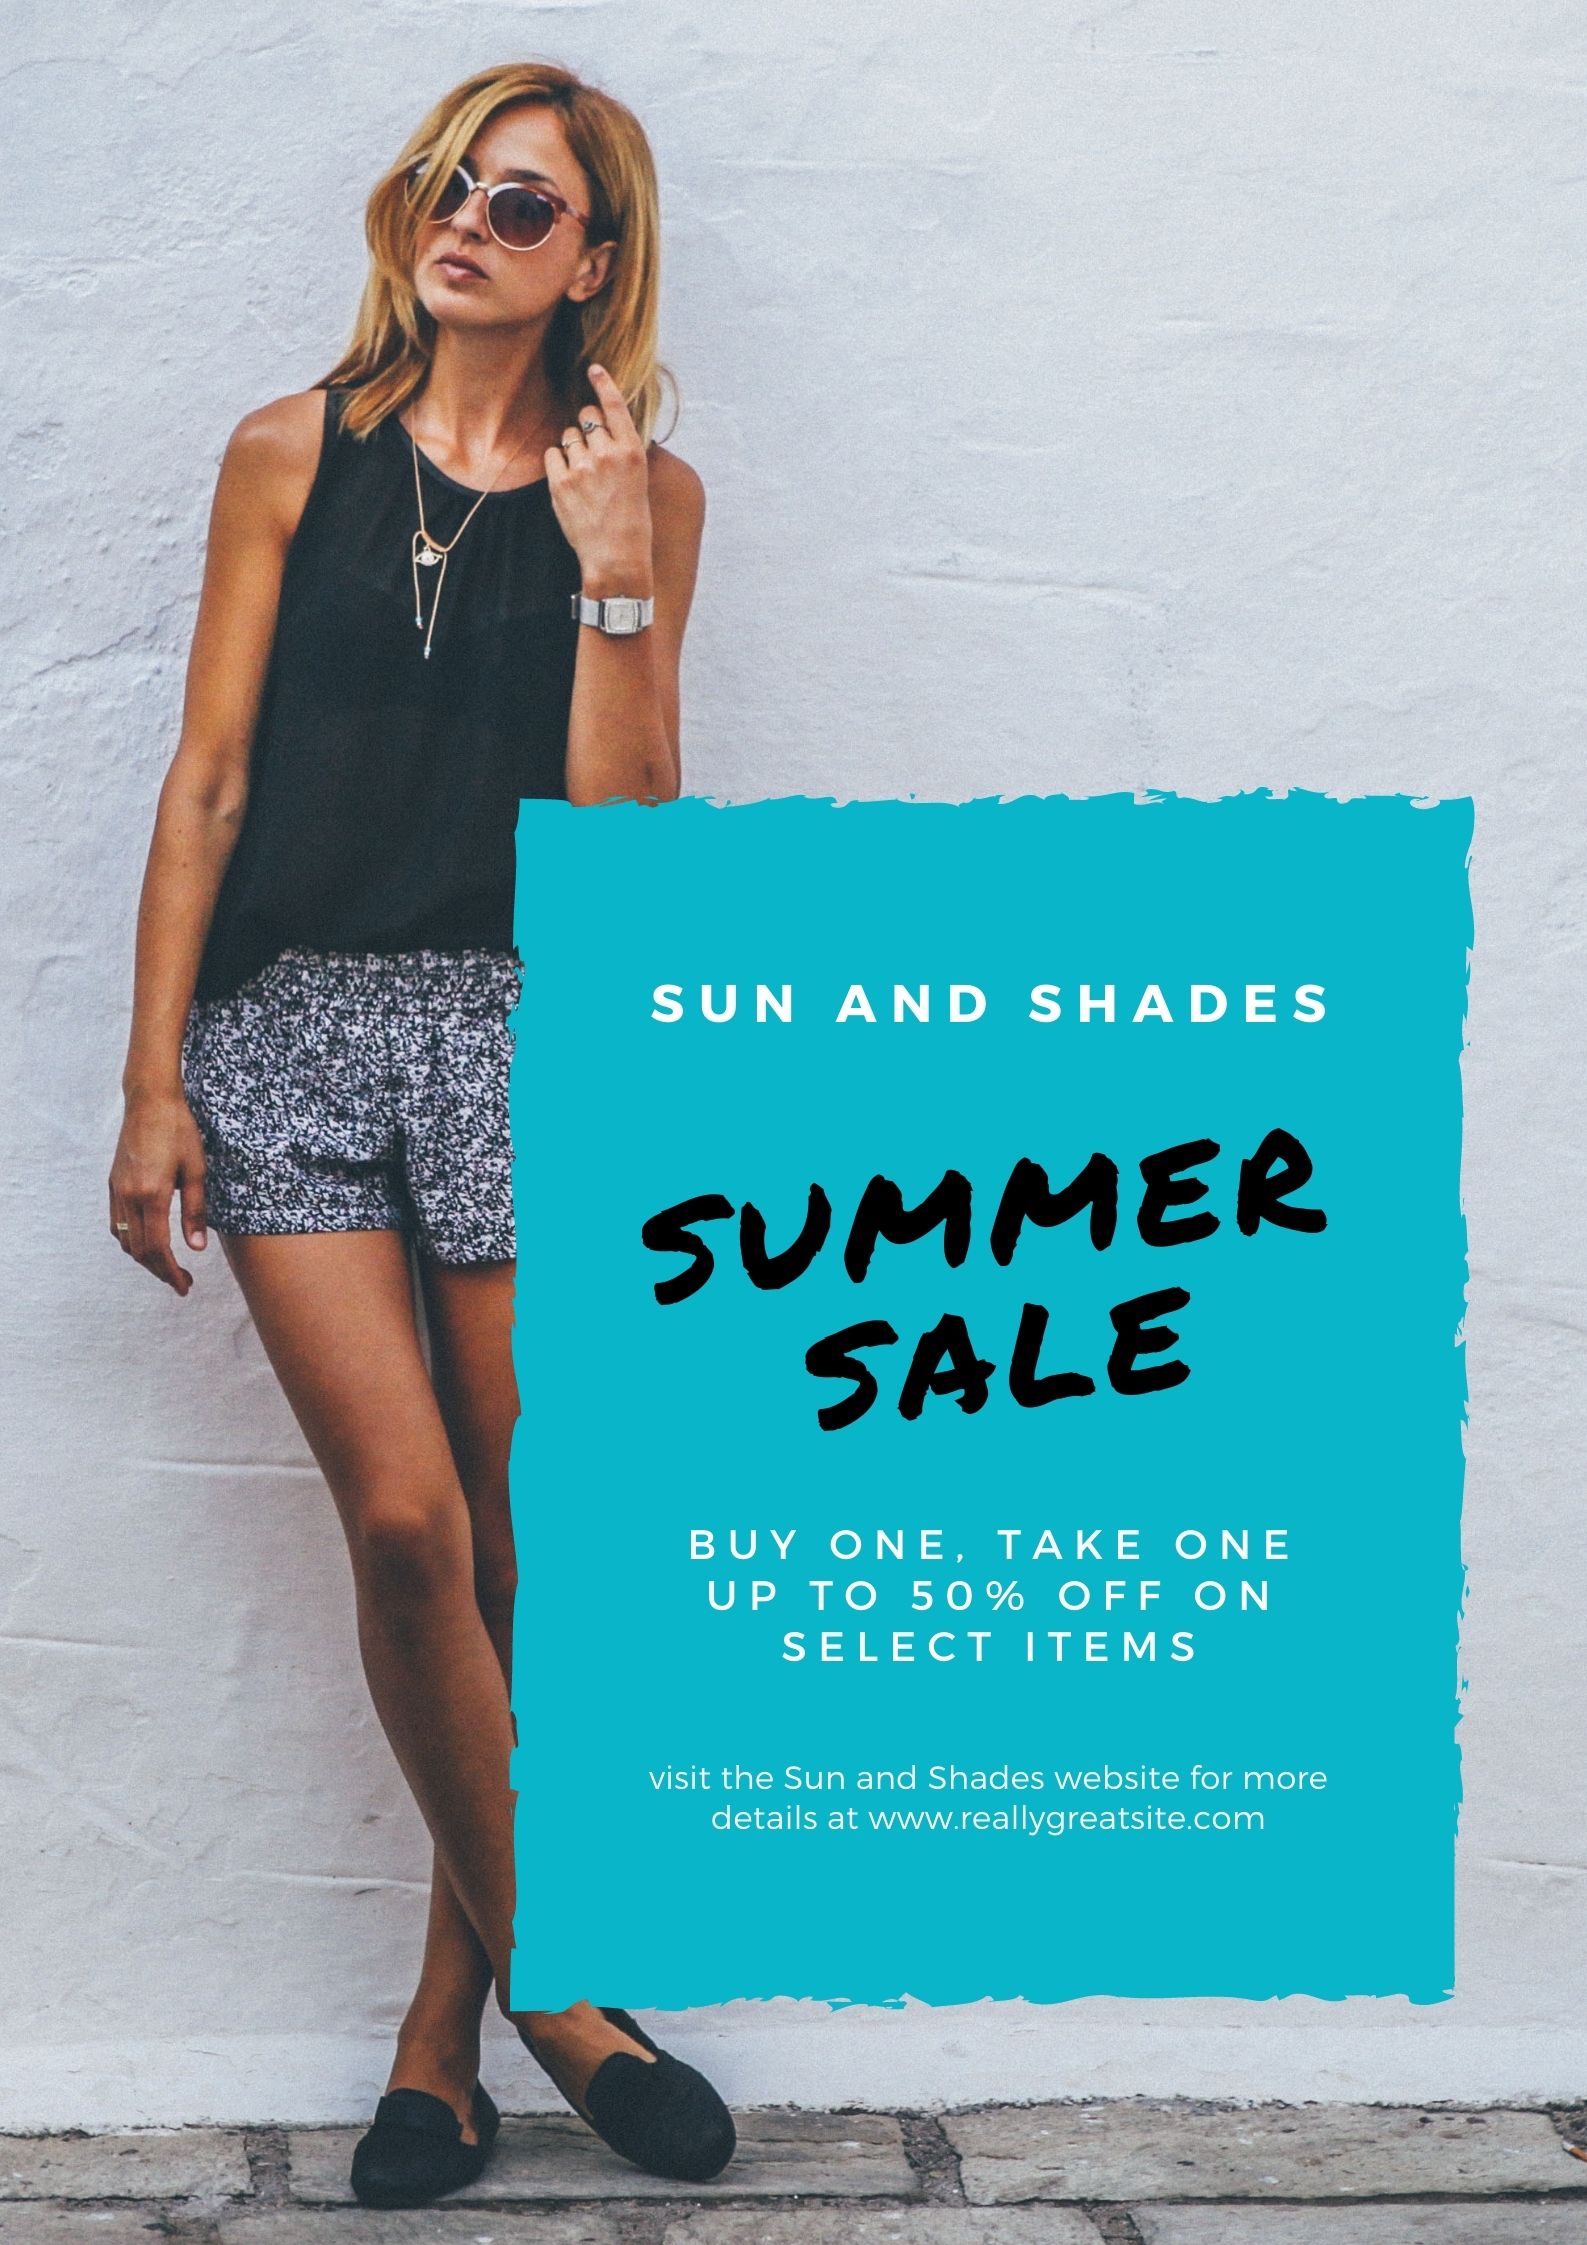 SUN AND SHADES
SUMMER
SALE
BUY ONE, TAKE ONE
UP TO 50% OFF ON
SELECT ITEMS
visit the Sun and Shades website for more
details at www.reallygreatsite.com